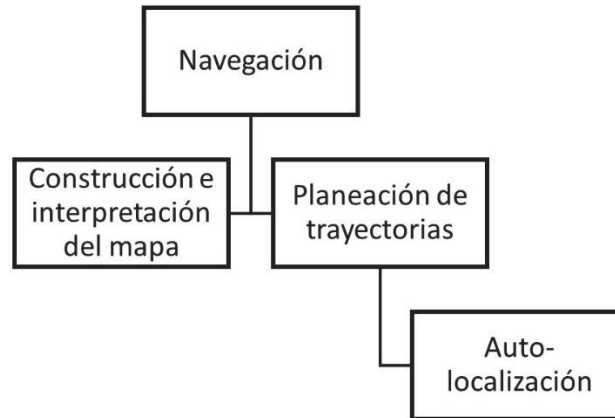 Navegación
Construcción e
interpretación
del mapa
Planeación de
trayectorias
Auto-
localización